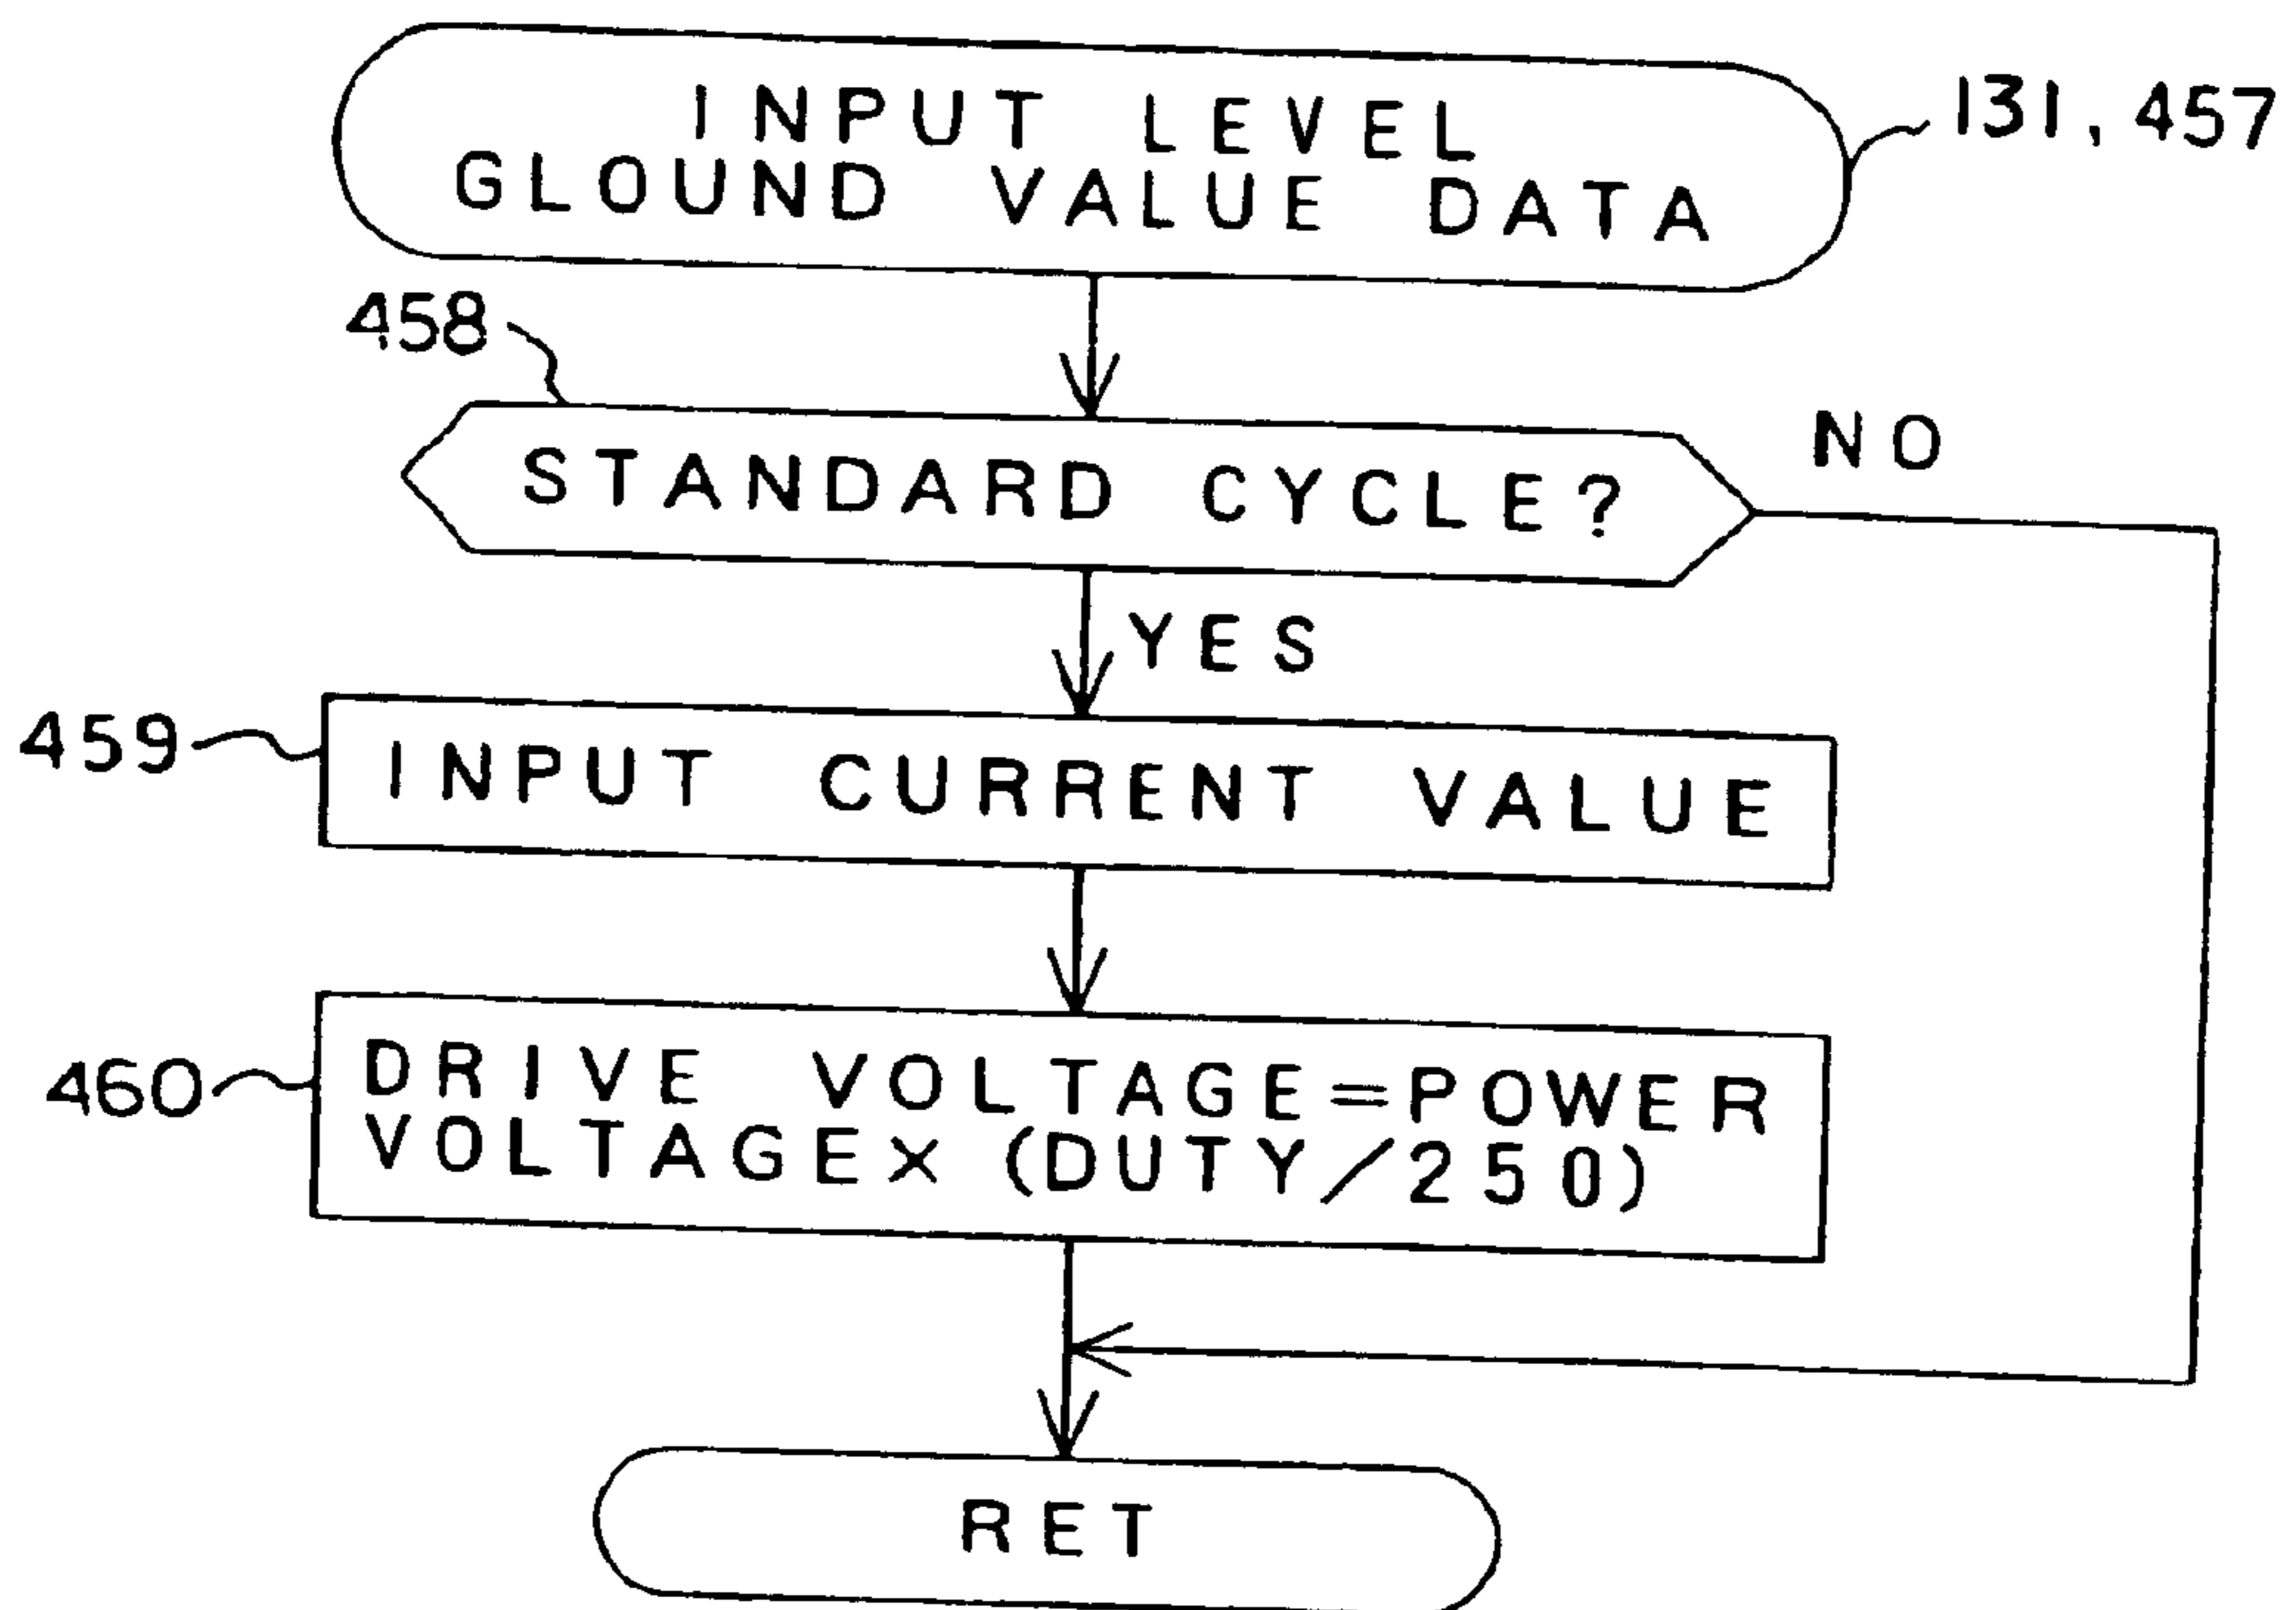 INPUT LEVEL
GLOUND VALUE DATA
131, 457
458
STANDARD CYCLE?
NO
YES
459
INPUT CURRENT VALUE
460
DRIVE VOLTAGE=POWER
VOLTAGE× (DUTY/250)
RET